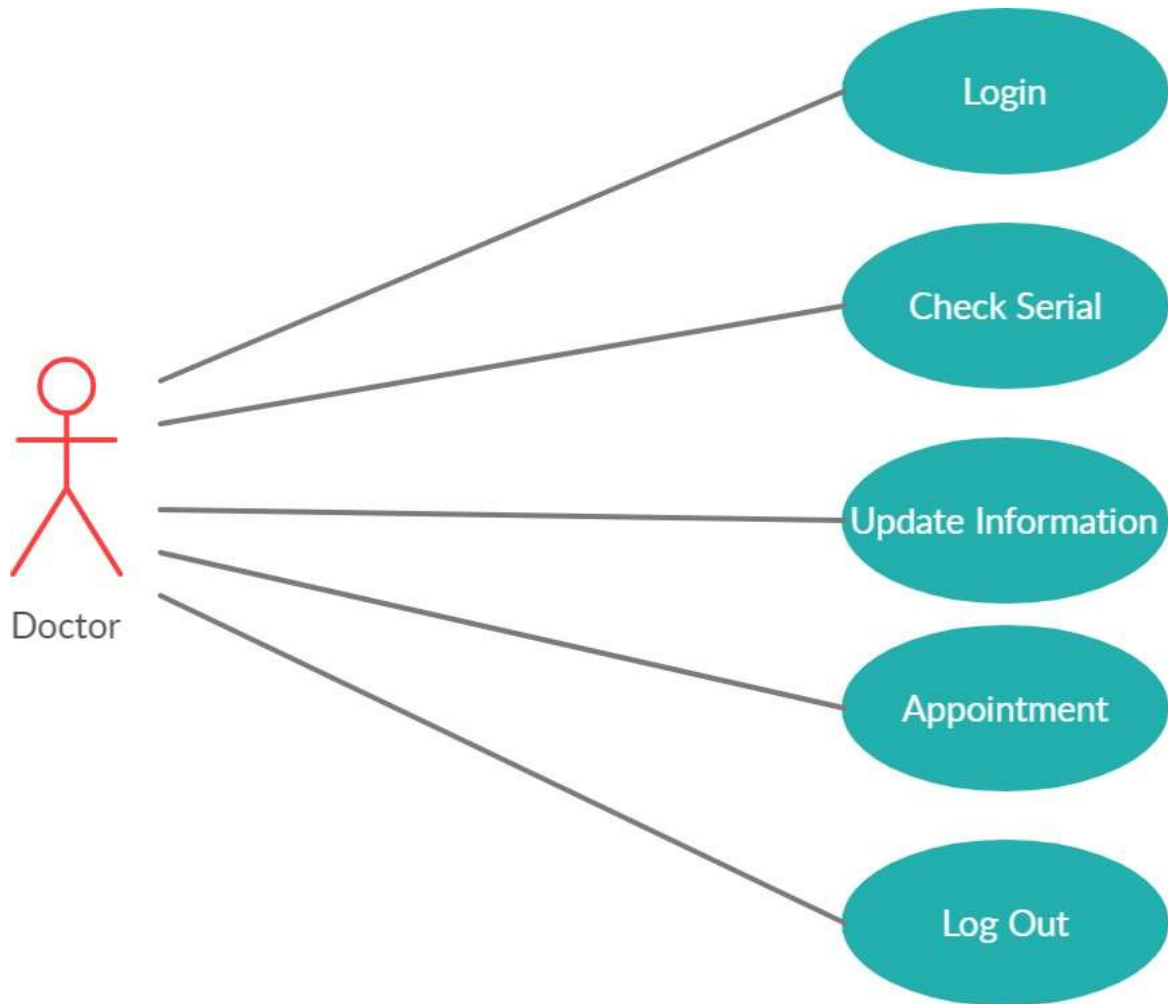 Login
Check Serial
Update Information
Doctor
Appointment
Log Out